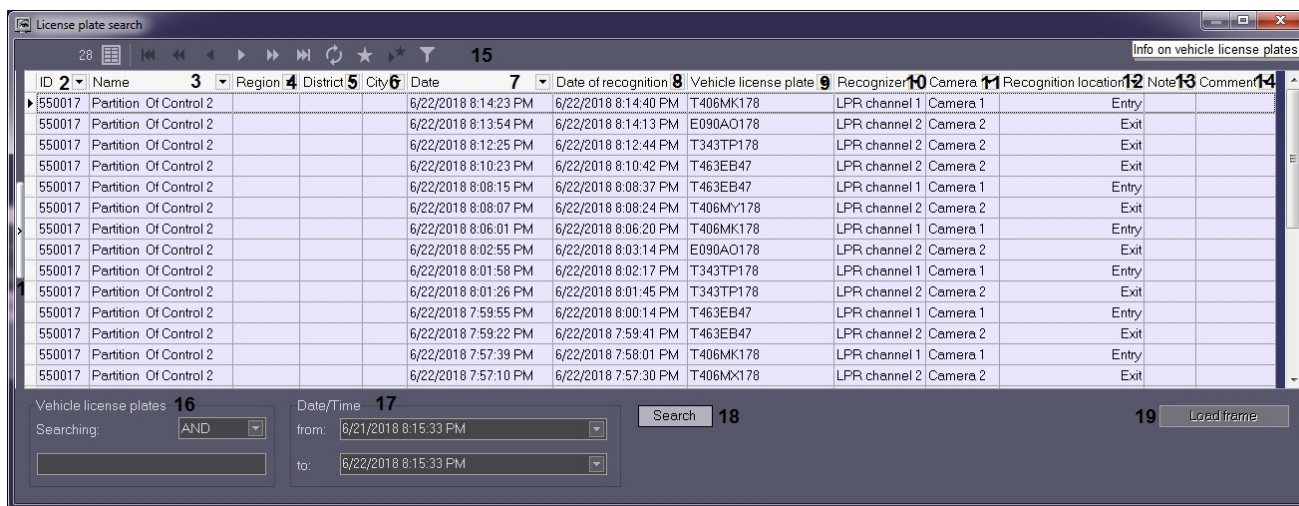 License plate search
28 15
Info on vehicle license plates
ID 2 Name 3 Region 4 District 5 City 6 Date 7 Date of recognition 8 Vehicle license plate 9 Recognizer 10 Camera 11 Recognition location 12 Note 13 Comment 14
550017 Partition Of Control 2 6/22/2018 8:14:23 PM 6/22/2018 8:14:40 PM T406MK178 LPR channel 1 Camera 1 Entry
550017 Partition Of Control 2 6/22/2018 8:13:54 PM 6/22/2018 8:14:13 PM E090AO178 LPR channel 2 Camera 2 Exit
550017 Partition Of Control 2 6/22/2018 8:12:25 PM 6/22/2018 8:12:44 PM T343TP178 LPR channel 2 Camera 2 Exit
550017 Partition Of Control 2 6/22/2018 8:10:23 PM 6/22/2018 8:10:42 PM T463EB47 LPR channel 2 Camera 2 Exit
550017 Partition Of Control 2 6/22/2018 8:08:15 PM 6/22/2018 8:08:37 PM T463EB47 LPR channel 1 Camera 1 Entry
550017 Partition Of Control 2 6/22/2018 8:08:07 PM 6/22/2018 8:08:24 PM T406MY178 LPR channel 2 Camera 2 Exit
550017 Partition Of Control 2 6/22/2018 8:06:01 PM 6/22/2018 8:06:20 PM T406MK178 LPR channel 1 Camera 1 Entry
550017 Partition Of Control 2 6/22/2018 8:02:55 PM 6/22/2018 8:03:14 PM E090AO178 LPR channel 2 Camera 2 Exit
550017 Partition Of Control 2 6/22/2018 8:01:58 PM 6/22/2018 8:02:17 PM T343TP178 LPR channel 1 Camera 1 Entry
1 550017 Partition Of Control 2 6/22/2018 8:01:26 PM 6/22/2018 8:01:45 PM T343TP178 LPR channel 2 Camera 2 Exit
550017 Partition Of Control 2 6/22/2018 7:59:55 PM 6/22/2018 8:00:14 PM T463EB47 LPR channel 1 Camera 1 Entry
550017 Partition Of Control 2 6/22/2018 7:59:22 PM 6/22/2018 7:59:41 PM T463EB47 LPR channel 2 Camera 2 Exit
550017 Partition Of Control 2 6/22/2018 7:57:39 PM 6/22/2018 7:58:01 PM T406MK178 LPR channel 1 Camera 1 Entry
550017 Partition Of Control 2 6/22/2018 7:57:10 PM 6/22/2018 7:57:30 PM T406MX178 LPR channel 2 Camera 2 Exit
Vehicle license plates 16 Date/Time 17
Searching: AND from: 6/21/2018 8:15:33 PM Search 18 19 Load frame
to: 6/22/2018 8:15:33 PM